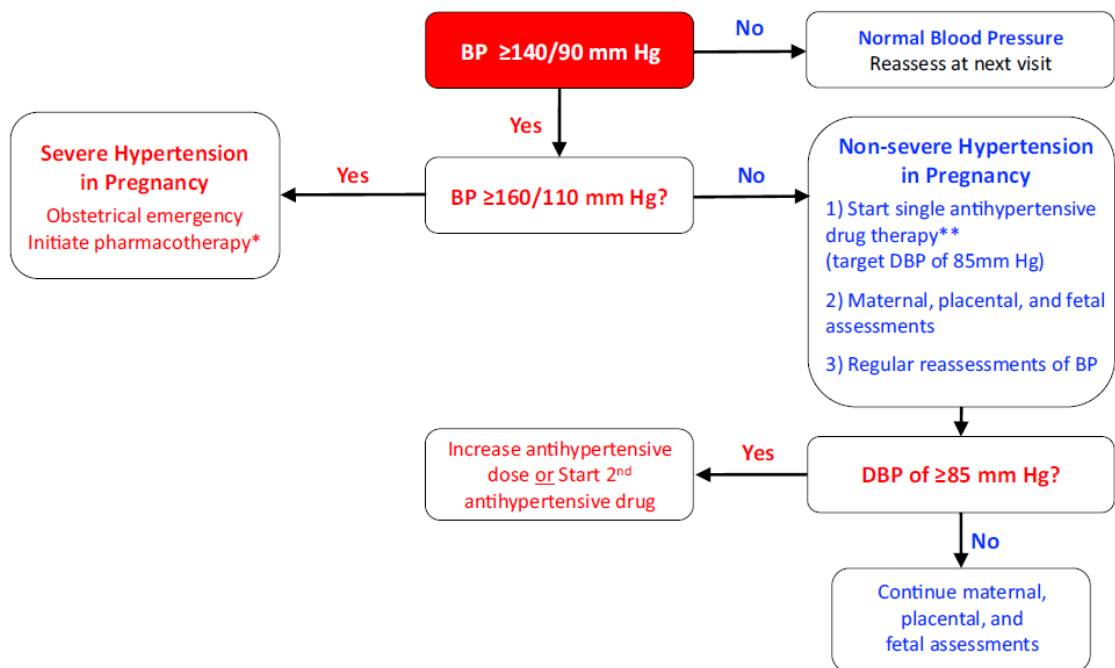 BP ≥140/90 mm Hg
No
Normal Blood Pressure
Reassess at next visit
Yes
Severe Hypertension
in Pregnancy
Obstetrical emergency
Initiate pharmacotherapy*
Yes
BP ≥160/110 mm Hg?
No
Non-severe Hypertension
in Pregnancy
1) Start single antihypertensive
drug therapy**
(target DBP of 85mm Hg)
2) Maternal, placental, and fetal
assessments
3) Regular reassessments of BP
Increase antihypertensive
dose or Start 2nd
antihypertensive drug
Yes
DBP of ≥85 mm Hg?
No
Continue maternal,
placental, and
fetal assessments